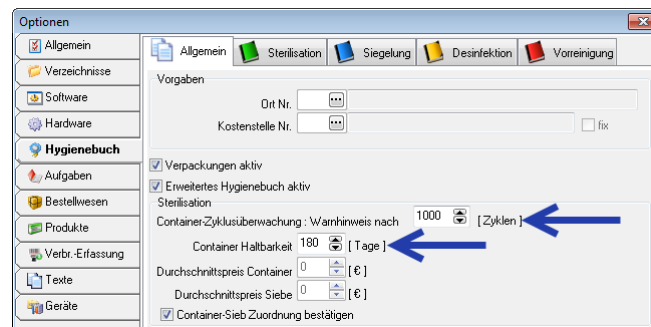 Optionen
Allgemein
Verzeichnisse
Software
Hardware
Hygienebuch
Aufgaben
Bestellwesen
Produkte
Verbr.-Erfassung
Texte
Geräte
Allgemein Sterilisation Siegelung Desinfektion Vorreinigung
Vorgaben
Ort Nr.
Kostenstelle Nr. fix
Verpackungen aktiv
Erweitertes Hygienebuch aktiv
Sterilisation
Container-Zyklusüberwachung : Warnhinweis nach 1000 [ Zyklen ]
Container Haltbarkeit 180 [ Tage ]
Durchschnittspreis Container 0 [ € ]
Durchschnittspreis Siebe 0 [ € ]
Container-Sieb Zuordnung bestätigen